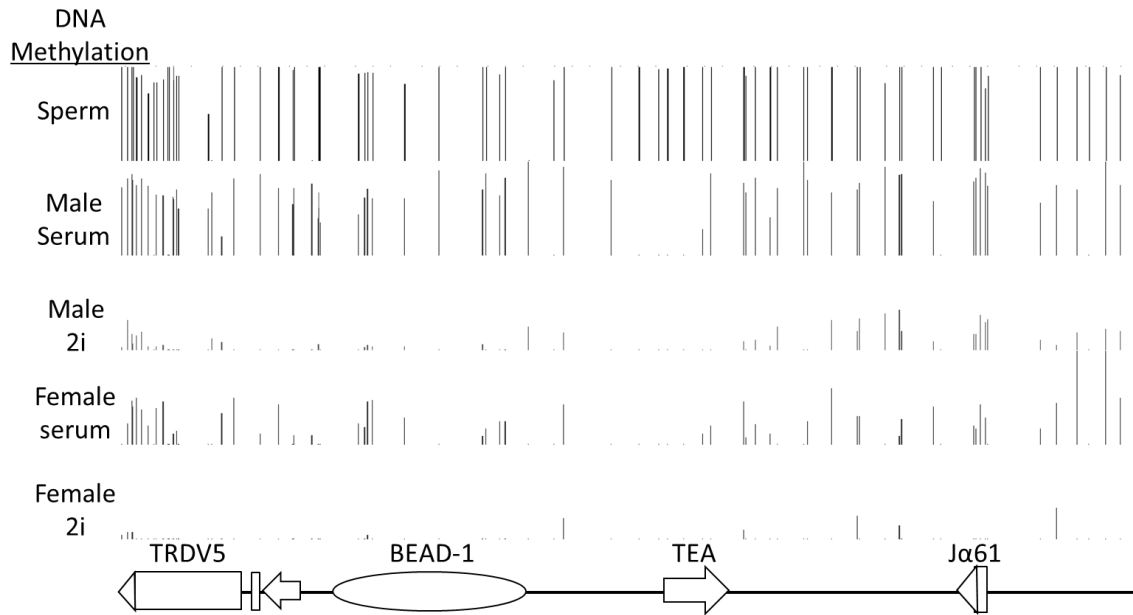 DNA
Methylation
Sperm
Male
Serum
Male
2i
Female
serum
Female
2i
TRDV5
BEAD-1
TEA
Jα61